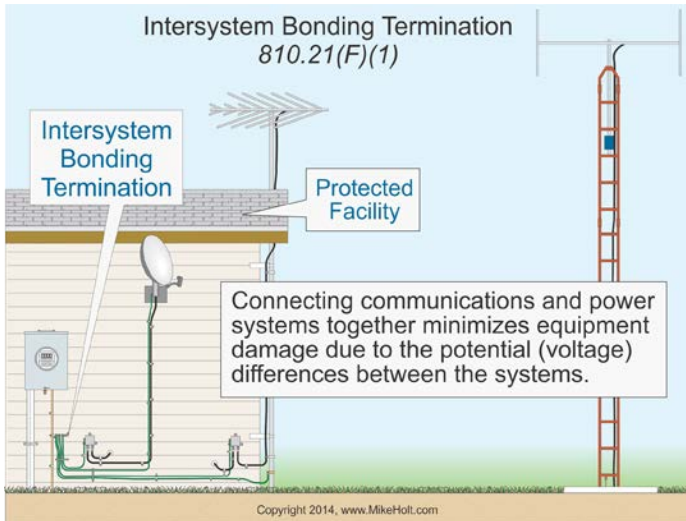 Intersystem Bonding Termination
810.21(F)(1)
Intersystem
Bonding
Termination
Protected
Facility
Connecting communications and power
systems together minimizes equipment
damage due to the potential (voltage)
differences between the systems.
Copyright 2014, www.MikeHolt.com